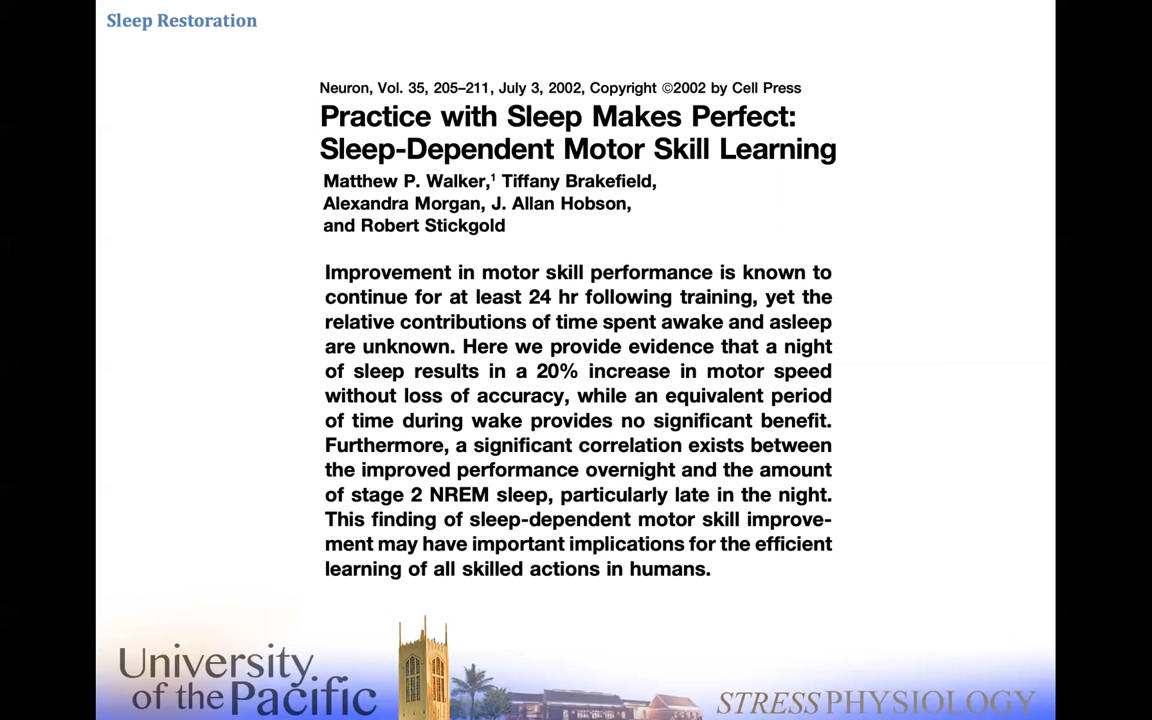 Sleep Restoration
Neuron, Vol. 35, 205–211, July 3, 2002, Copyright ©2002 by Cell Press
Practice with Sleep Makes Perfect:
Sleep-Dependent Motor Skill Learning
Matthew P. Walker,¹ Tiffany Brakefield,
Alexandra Morgan, J. Allan Hobson,
and Robert Stickgold
Improvement in motor skill performance is known to
continue for at least 24 hr following training, yet the
relative contributions of time spent awake and asleep
are unknown. Here we provide evidence that a night
of sleep results in a 20% increase in motor speed
without loss of accuracy, while an equivalent period
of time during wake provides no significant benefit.
Furthermore, a significant correlation exists between
the improved performance overnight and the amount
of stage 2 NREM sleep, particularly late in the night.
This finding of sleep-dependent motor skill improve-
ment may have important implications for the efficient
learning of all skilled actions in humans.
University
of the Pacific
STRESS PHYSIOLOGY